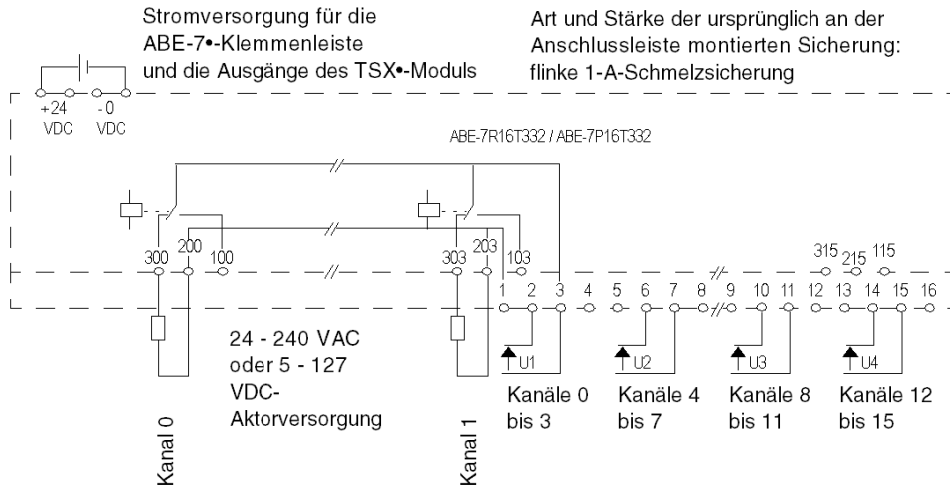 Stromversorgung für die
ABE-7•-Klemmenleiste
und die Ausgänge des TSX•-Moduls
Art und Stärke der ursprünglich an der
Anschlussleiste montierten Sicherung:
flinke 1-A-Schmelzsicherung
+24 -0
VDC VDC
ABE-7R16T332 / ABE-7P16T332
300 200 100 303 203 103 315 215 115
1 2 3 4 5 6 7 8 9 10 11 12 13 14 15 16
U1 U2 U3 U4
24 - 240 VAC
oder 5 - 127
VDC-
Aktorversorgung
Kanal 0
Kanal 1
Kanäle 0
bis 3
Kanäle 4
bis 7
Kanäle 8
bis 11
Kanäle 12
bis 15